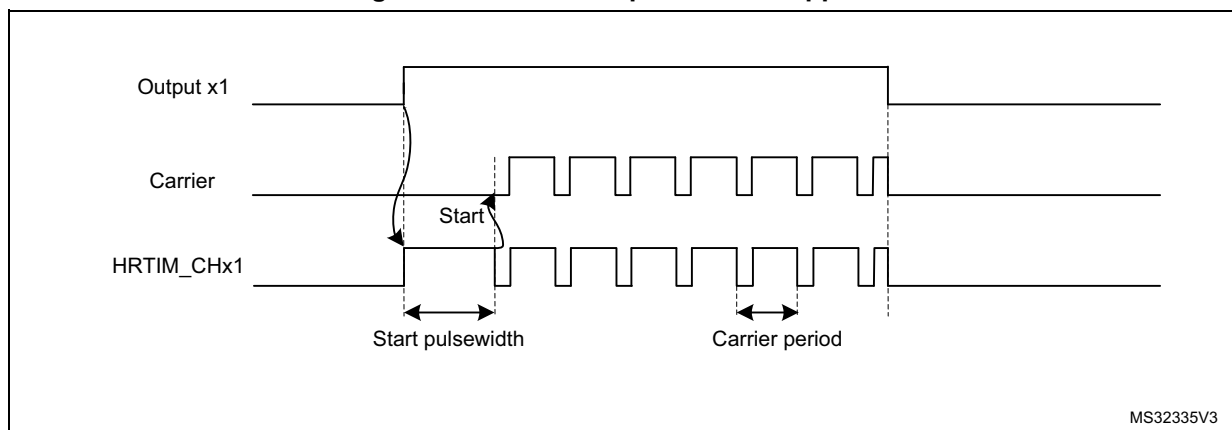 Output x1
Carrier
Start
HRTIM_CHx1
Start pulsewidth
Carrier period
MS32335V3